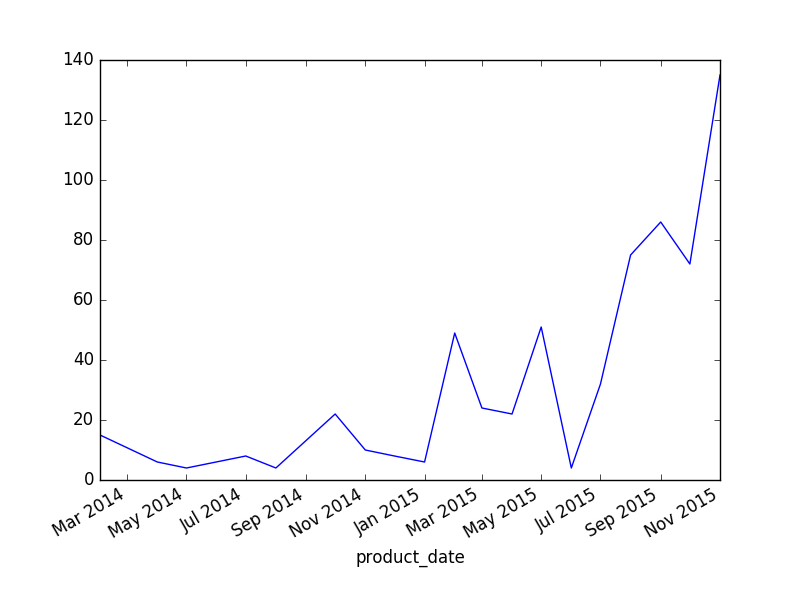 140
120
100
80
60
40
20
0
Mar 2014
May 2014
Jul 2014
Sep 2014
Nov 2014
Jan 2015
Mar 2015
May 2015
Jul 2015
Sep 2015
Nov 2015
product_date